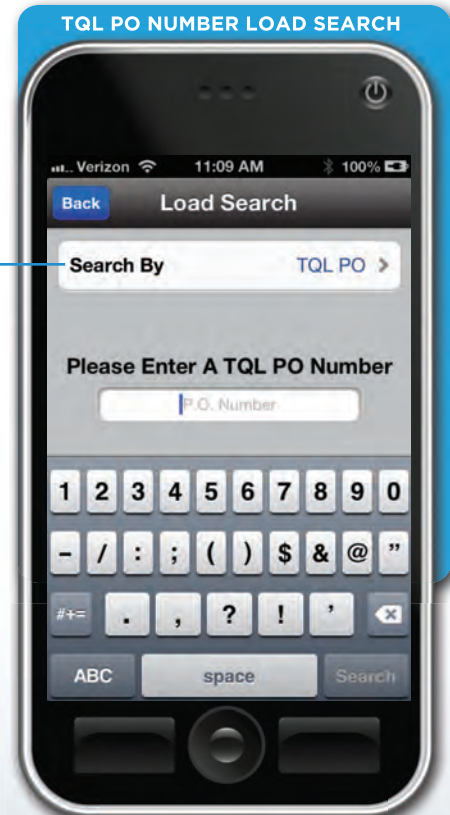 TQL PO NUMBER LOAD SEARCH
Verizon 11:09 AM 100%
Back Load Search
Search By TQL PO >
Please Enter A TQL PO Number
P.O. Number
1 2 3 4 5 6 7 8 9 0
- / : ; ( ) $ & @ "
#+= . , ? ! '
ABC space Search